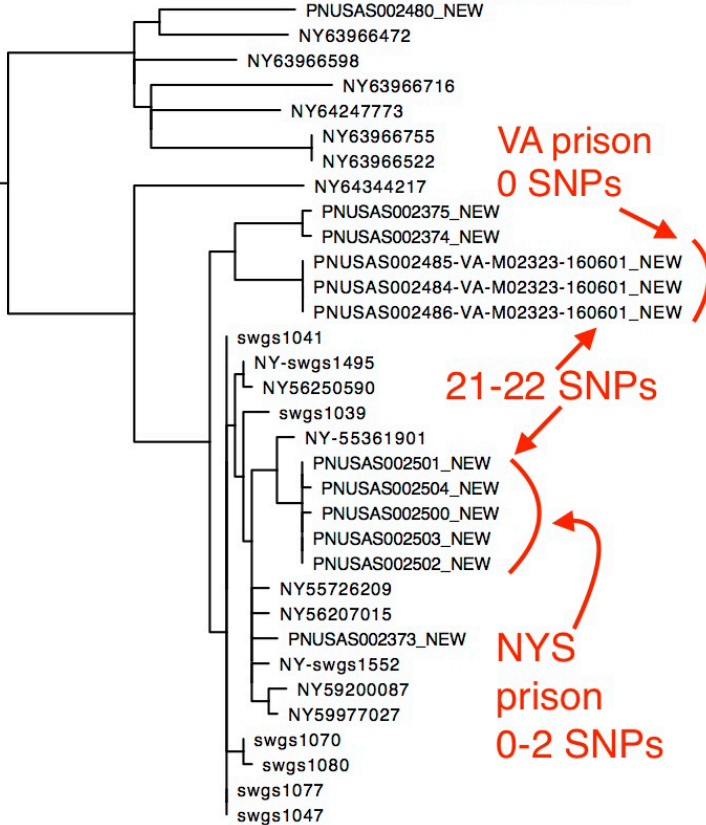 PNUSAS002480_NEW
NY63966472
NY63966598
NY63966716
NY64247773
NY63966755
NY63966522
NY64344217
PNUSAS002375_NEW
PNUSAS002374_NEW
PNUSAS002485-VA-M02323-160601_NEW
PNUSAS002484-VA-M02323-160601_NEW
PNUSAS002486-VA-M02323-160601_NEW
swgs1041
NY-swgs1495
NY56250590
swgs1039
NY-55361901
PNUSAS002501_NEW
PNUSAS002504_NEW
PNUSAS002500_NEW
PNUSAS002503_NEW
PNUSAS002502_NEW
NY55726209
NY56207015
PNUSAS002373_NEW
NY-swgs1552
NY59200087
NY59977027
swgs1070
swgs1080
swgs1077
swgs1047
VA prison
0 SNPs
21-22 SNPs
NYS
prison
0-2 SNPs